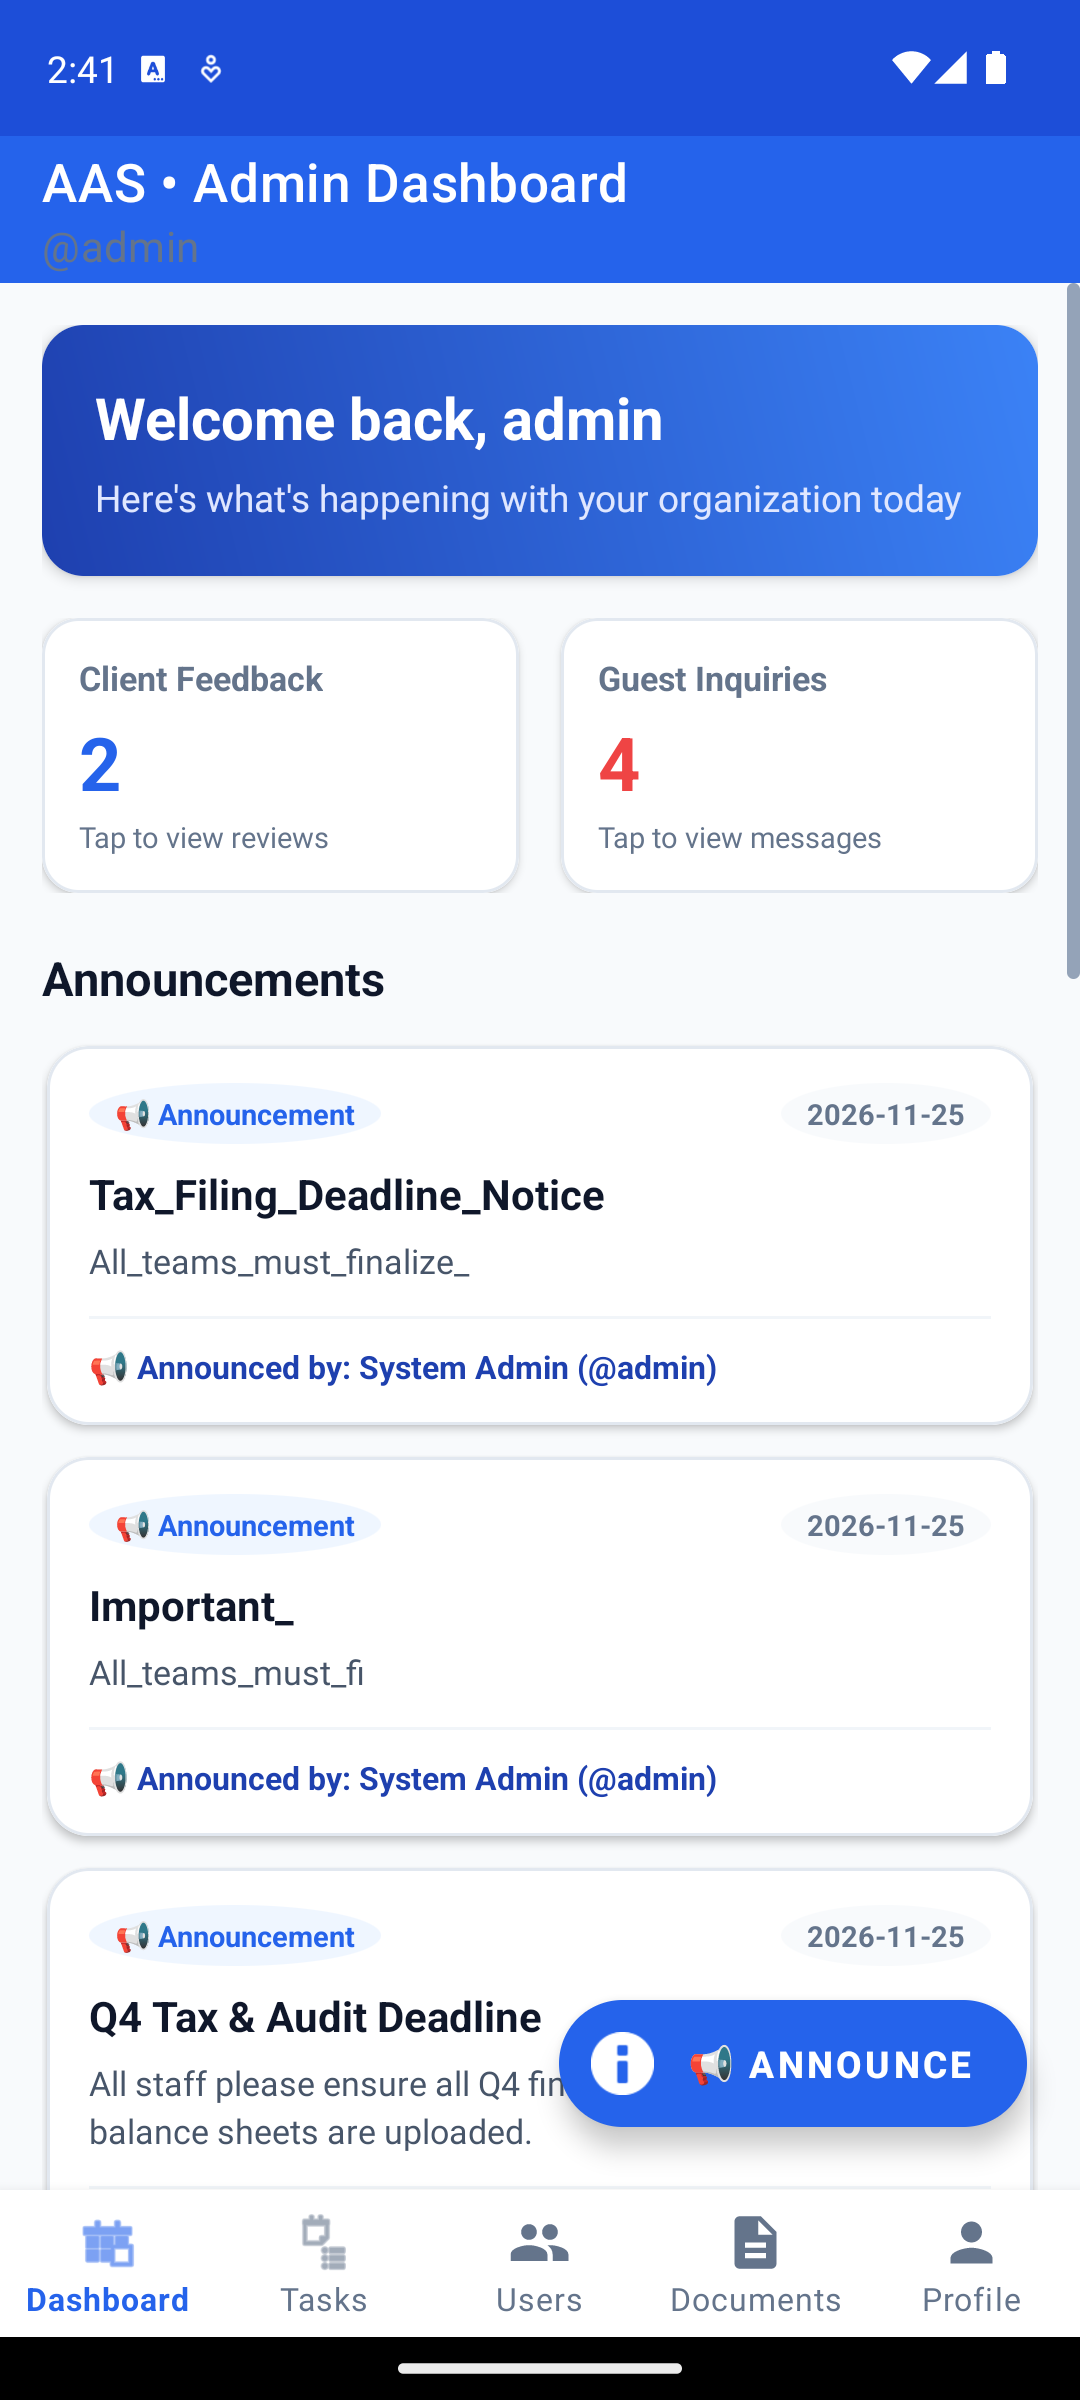 2:41
AAS • Admin Dashboard
@admin
Welcome back, admin
Here's what's happening with your organization today
Client Feedback
2
Tap to view reviews
Guest Inquiries
4
Tap to view messages
Announcements
📢 Announcement
2026-11-25
Tax_Filing_Deadline_Notice
All_teams_must_finalize_
📢 Announced by: System Admin (@admin)
📢 Announcement
2026-11-25
Important_
All_teams_must_fi
📢 Announced by: System Admin (@admin)
📢 Announcement
2026-11-25
Q4 Tax & Audit Deadline
All staff please ensure all Q4
balance sheets are uploaded.
📢 ANNOUNCE
Dashboard
Tasks
Users
Documents
Profile